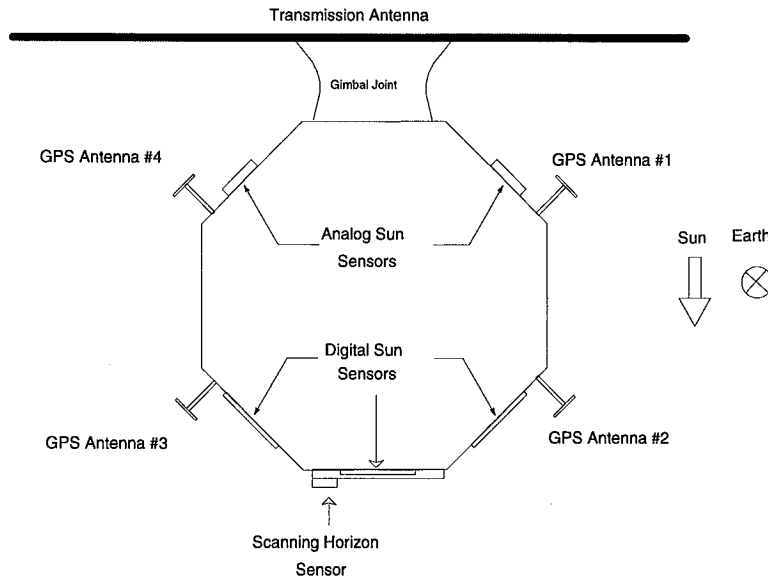 Transmission Antenna
Gimbal Joint
GPS Antenna #4
GPS Antenna #1
Analog Sun
Sensors
Sun
Earth
Digital Sun
Sensors
GPS Antenna #3
GPS Antenna #2
Scanning Horizon
Sensor